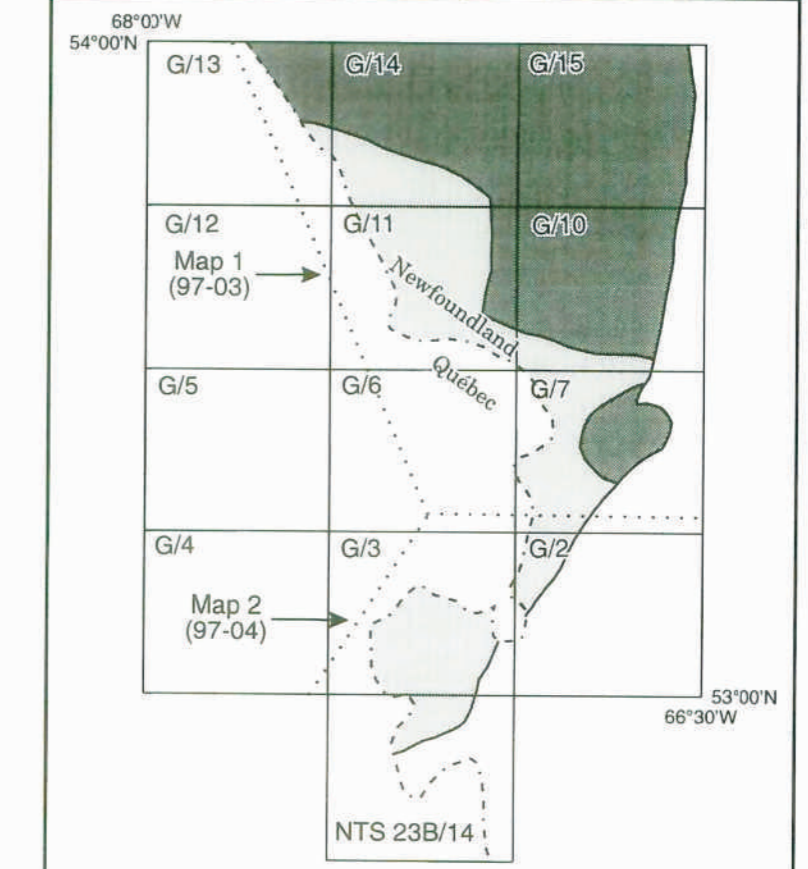 68°00'W
54°00'N
G/13
G/14
G/15
G/12
G/11
G/10
Map 1
(97-03)
Newfoundland
Québec
G/5
G/6
G/7
G/4
G/3
G/2
Map 2
(97-04)
53°00'N
66°30'W
NTS 23B/14